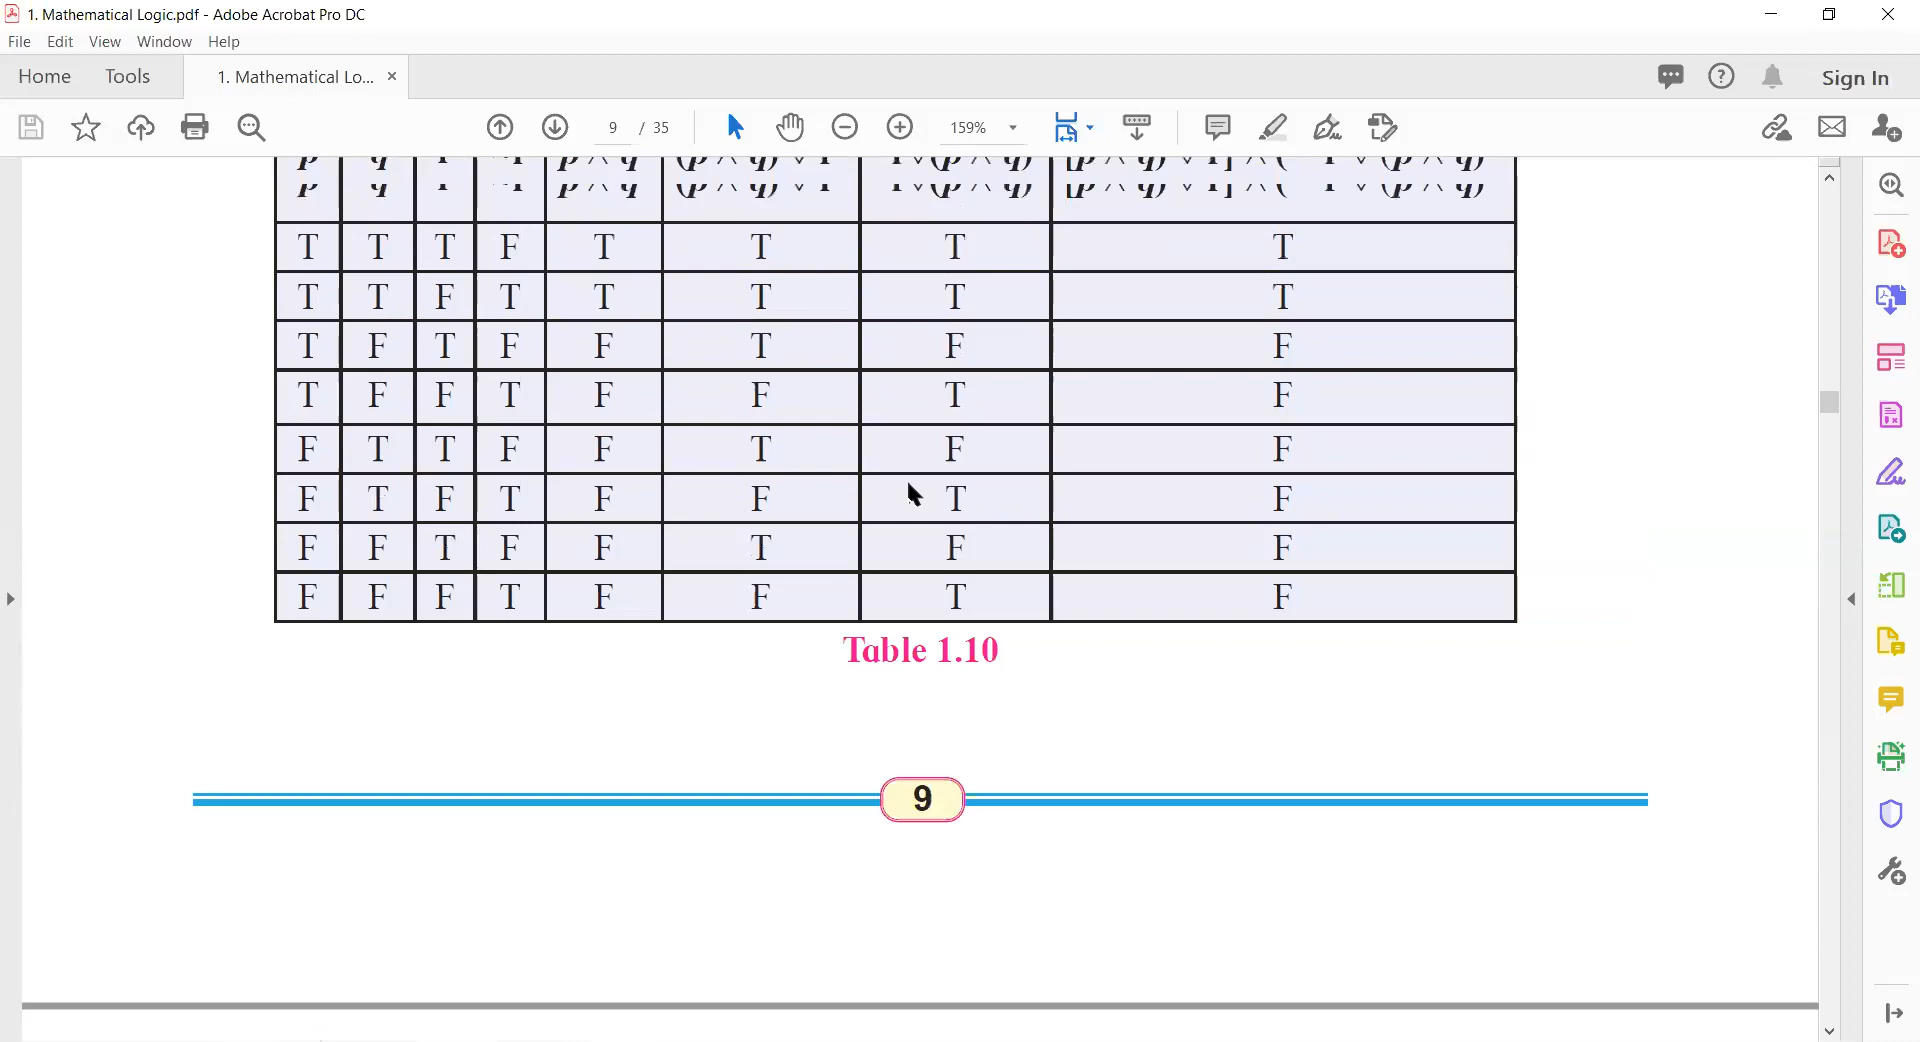 1. Mathematical Logic.pdf - Adobe Acrobat Pro DC
File Edit View Window Help
Home Tools 1. Mathematical Lo... × Sign In
9 / 35 159%
p q p ∧ q
T T T F T T T T
T T F T T T T T
T F T F F T F F
T F F T F F T F
F T T F F T F F
F T F T F F T F
F F T F F T F F
F F F T F F T F
Table 1.10
9